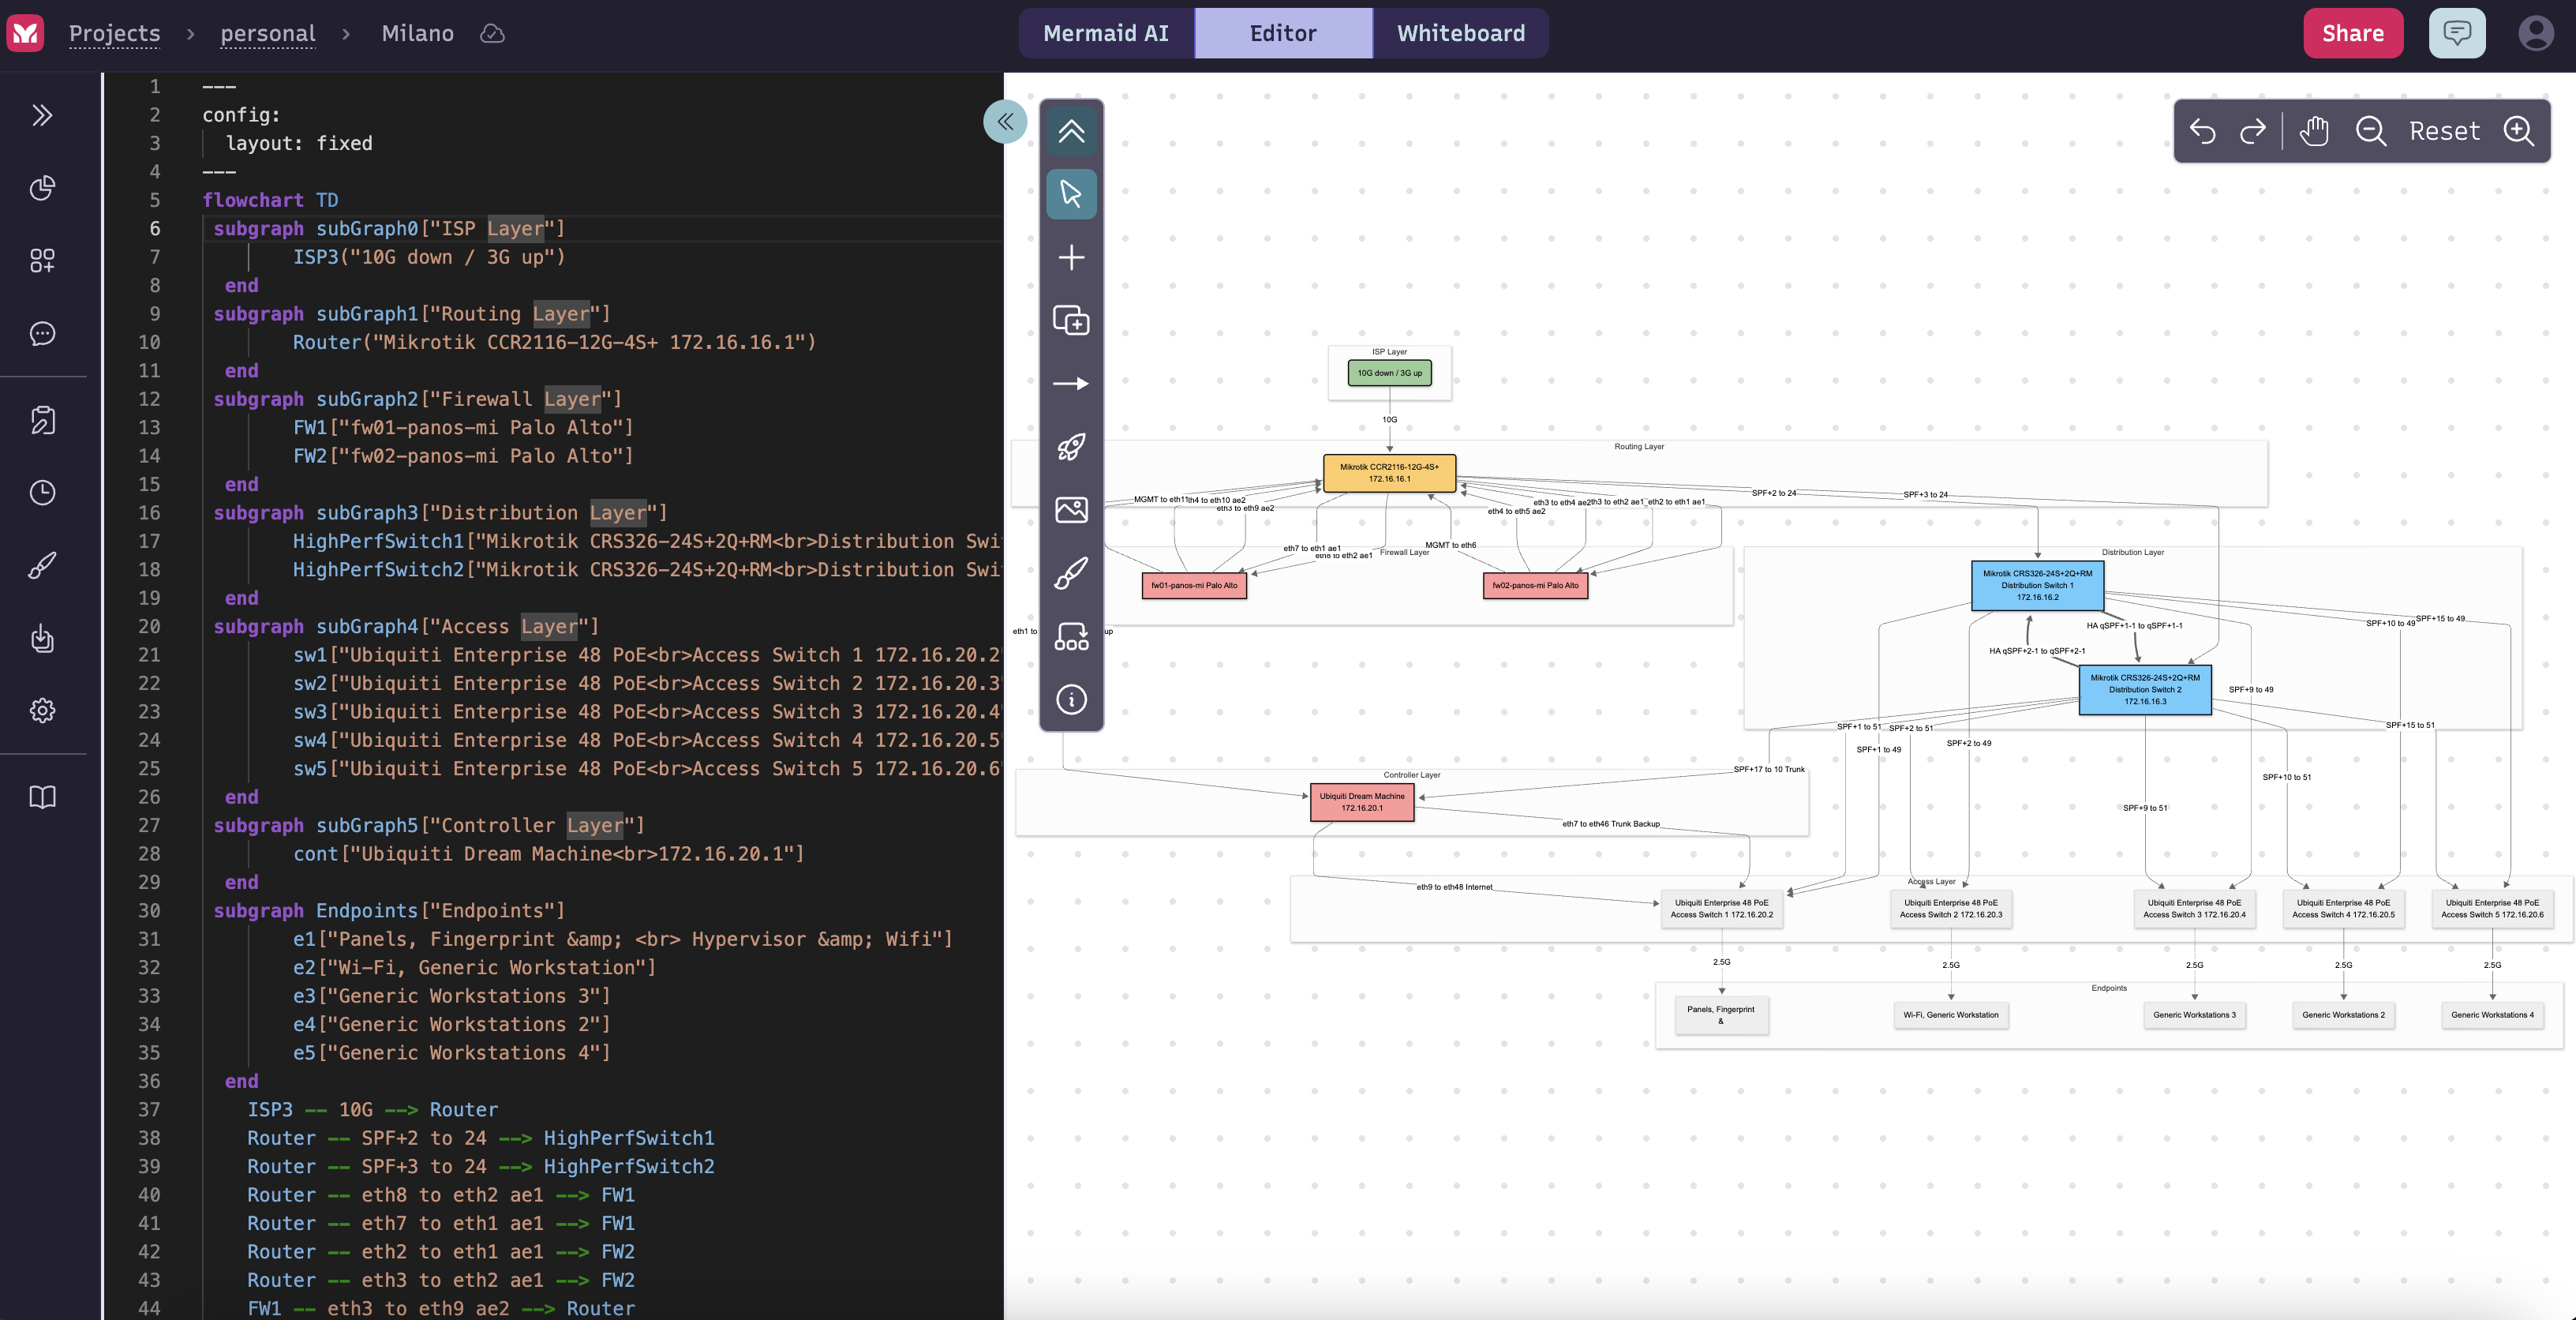 Projects > personal > Milano
Mermaid AI
Editor
Whiteboard
Share
1 ---
2 config:
3 layout: fixed
4 ---
5 flowchart TD
6 subgraph subGraph0["ISP Layer"]
7 ISP3("10G down / 3G up")
8 end
9 subgraph subGraph1["Routing Layer"]
10 Router("Mikrotik CCR2116-12G-4S+ 172.16.16.1")
11 end
12 subgraph subGraph2["Firewall Layer"]
13 FW1["fw01-panos-mi Palo Alto"]
14 FW2["fw02-panos-mi Palo Alto"]
15 end
16 subgraph subGraph3["Distribution Layer"]
17 HighPerfSwitch1["Mikrotik CRS326-24S+2Q+RM<br>Distribution Swi
18 HighPerfSwitch2["Mikrotik CRS326-24S+2Q+RM<br>Distribution Swi
19 end
20 subgraph subGraph4["Access Layer"]
21 sw1["Ubiquiti Enterprise 48 PoE<br>Access Switch 1 172.16.20.2"
22 sw2["Ubiquiti Enterprise 48 PoE<br>Access Switch 2 172.16.20.3"
23 sw3["Ubiquiti Enterprise 48 PoE<br>Access Switch 3 172.16.20.4"
24 sw4["Ubiquiti Enterprise 48 PoE<br>Access Switch 4 172.16.20.5"
25 sw5["Ubiquiti Enterprise 48 PoE<br>Access Switch 5 172.16.20.6"
26 end
27 subgraph subGraph5["Controller Layer"]
28 cont["Ubiquiti Dream Machine<br>172.16.20.1"]
29 end
30 subgraph Endpoints["Endpoints"]
31 e1["Panels, Fingerprint &amp; <br> Hypervisor &amp; Wifi"]
32 e2["Wi-Fi, Generic Workstation"]
33 e3["Generic Workstations 3"]
34 e4["Generic Workstations 2"]
35 e5["Generic Workstations 4"]
36 end
37 ISP3 -- 10G --> Router
38 Router -- SPF+2 to 24 --> HighPerfSwitch1
39 Router -- SPF+3 to 24 --> HighPerfSwitch2
40 Router -- eth8 to eth2 ae1 --> FW1
41 Router -- eth7 to eth1 ae1 --> FW1
42 Router -- eth2 to eth1 ae1 --> FW2
43 Router -- eth3 to eth2 ae1 --> FW2
44 FW1 -- eth3 to eth9 ae2 --> Router
Reset
ISP Layer
10G down / 3G up
10G
Routing Layer
Mikrotik CCR2116-12G-4S+
172.16.16.1
SPF+2 to 24
SPF+3 to 24
MGMT to eth11
to eth10 ae2
eth3 to eth9 ae2
eth3 to eth4 ae2
eth3 to eth2 ae1
eth2 to eth1 ae1
eth4 to eth5 ae2
MGMT to eth6
eth7 to eth1 ae1
eth8 to eth2 ae1
Firewall Layer
fw01-panos-mi Palo Alto
fw02-panos-mi Palo Alto
eth1 to
up
Distribution Layer
Mikrotik CRS326-24S+2Q+RM
Distribution Switch 1
172.16.16.2
SPF+15 to 49
SPF+10 to 49
HA qSPF+1-1 to qSPF+1-1
HA qSPF+2-1 to qSPF+2-1
Mikrotik CRS326-24S+2Q+RM
Distribution Switch 2
172.16.16.3
SPF+9 to 49
SPF+1 to 51
SPF+2 to 51
SPF+15 to 51
SPF+1 to 49
SPF+2 to 49
SPF+17 to 10 Trunk
SPF+10 to 51
SPF+9 to 51
Controller Layer
Ubiquiti Dream Machine
172.16.20.1
eth7 to eth46 Trunk Backup
eth9 to eth48 Internet
Access Layer
Ubiquiti Enterprise 48 PoE
Access Switch 1 172.16.20.2
Ubiquiti Enterprise 48 PoE
Access Switch 2 172.16.20.3
Ubiquiti Enterprise 48 PoE
Access Switch 3 172.16.20.4
Ubiquiti Enterprise 48 PoE
Access Switch 4 172.16.20.5
Ubiquiti Enterprise 48 PoE
Access Switch 5 172.16.20.6
2.5G
2.5G
2.5G
2.5G
2.5G
Endpoints
Panels, Fingerprint
&
Wi-Fi, Generic Workstation
Generic Workstations 3
Generic Workstations 2
Generic Workstations 4